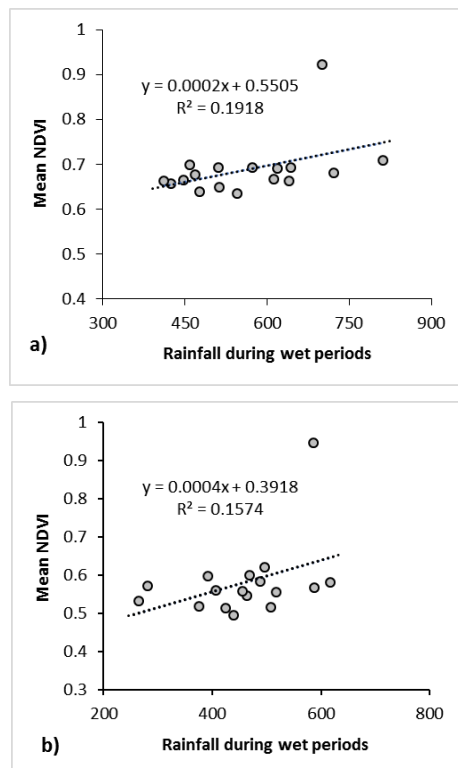 1
0.9
y = 0.0002x + 0.5505
R² = 0.1918
0.8
Mean NDVI
0.7
0.6
0.5
0.4
300 450 600 750 900
a) Rainfall during wet periods
1
0.9
y = 0.0004x + 0.3918
R² = 0.1574
0.8
Mean NDVI
0.7
0.6
0.5
0.4
0.3
200 400 600 800
b) Rainfall during wet periods